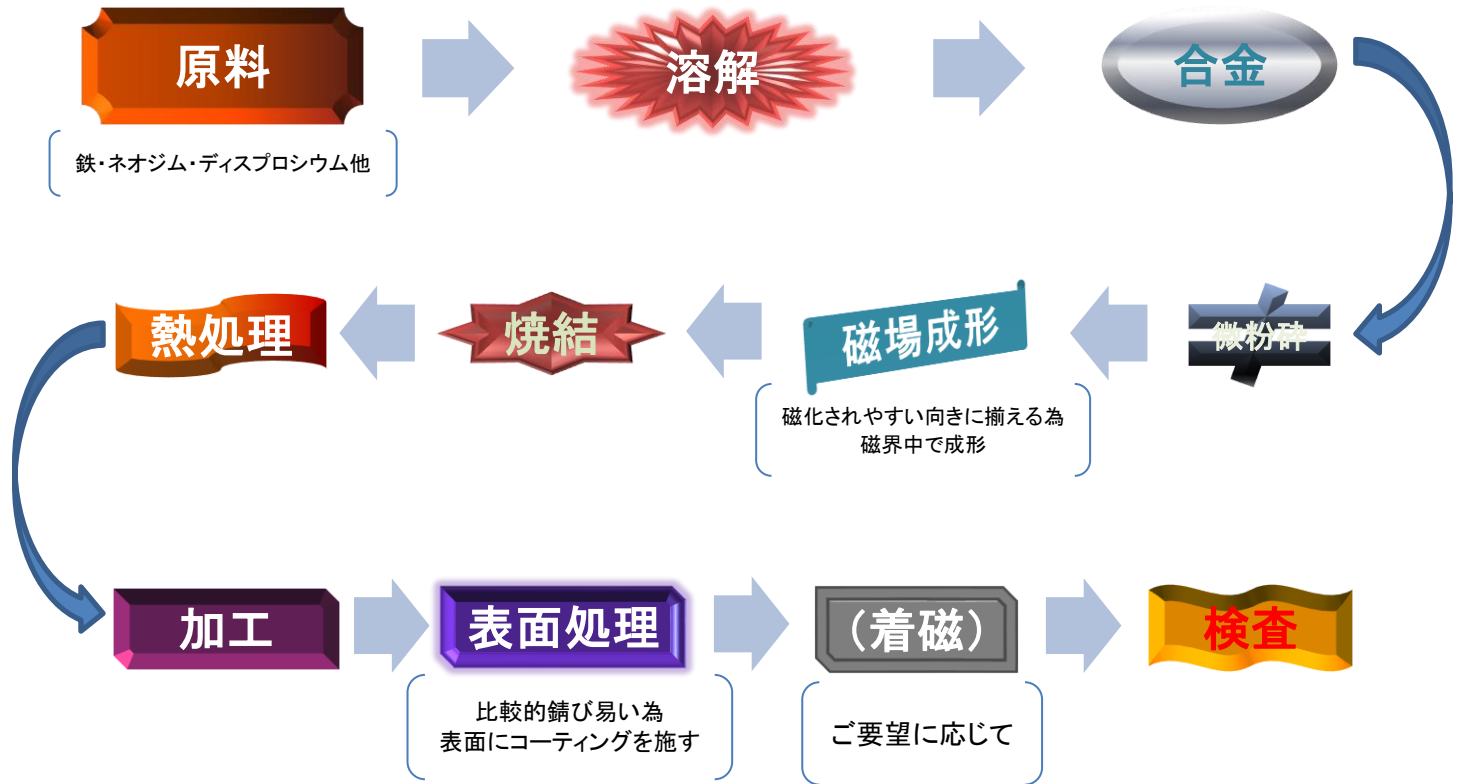 原料
溶解
合金
鉄・ネオジム・ディスプロシウム他
熱処理
焼結
磁場成形
微粉砕
磁化されやすい向きに揃える為
磁界中で成形
加工
表面処理
（着磁）
検査
比較的錆び易い為
表面にコーティングを施す
ご要望に応じて